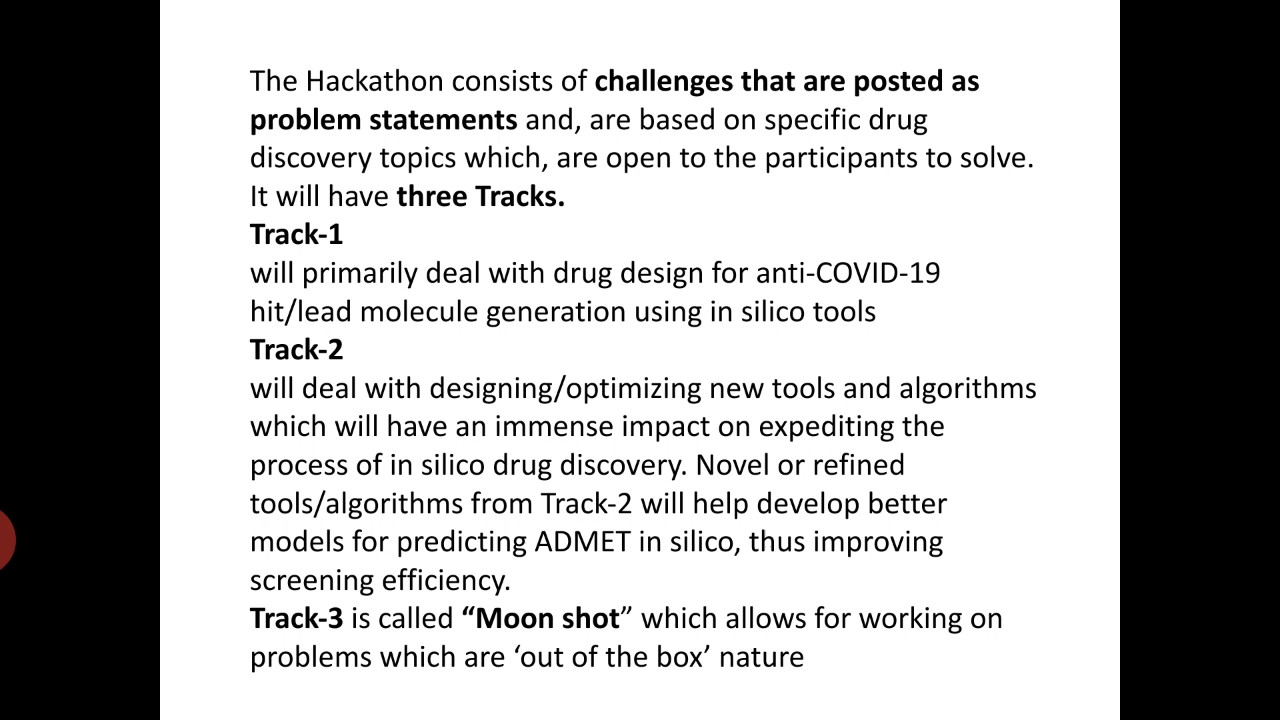 The Hackathon consists of challenges that are posted as
problem statements and, are based on specific drug
discovery topics which, are open to the participants to solve.
It will have three Tracks.
Track-1
will primarily deal with drug design for anti-COVID-19
hit/lead molecule generation using in silico tools
Track-2
will deal with designing/optimizing new tools and algorithms
which will have an immense impact on expediting the
process of in silico drug discovery. Novel or refined
tools/algorithms from Track-2 will help develop better
models for predicting ADMET in silico, thus improving
screening efficiency.
Track-3 is called “Moon shot” which allows for working on
problems which are ‘out of the box’ nature